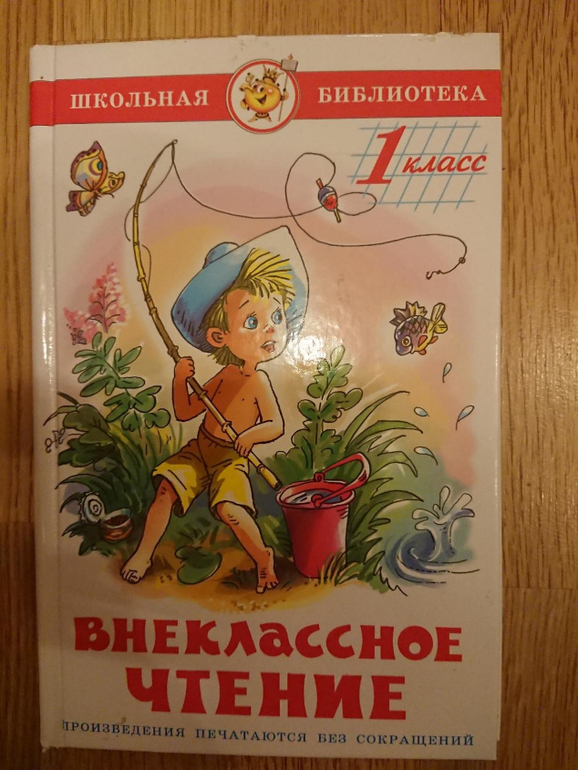 ШКОЛЬНАЯ БИБЛИОТЕКА
1 класс
ВНЕКЛАССНОЕ
ЧТЕНИЕ
ПРОИЗВЕДЕНИЯ ПЕЧАТАЮТСЯ БЕЗ СОКРАЩЕНИЙ